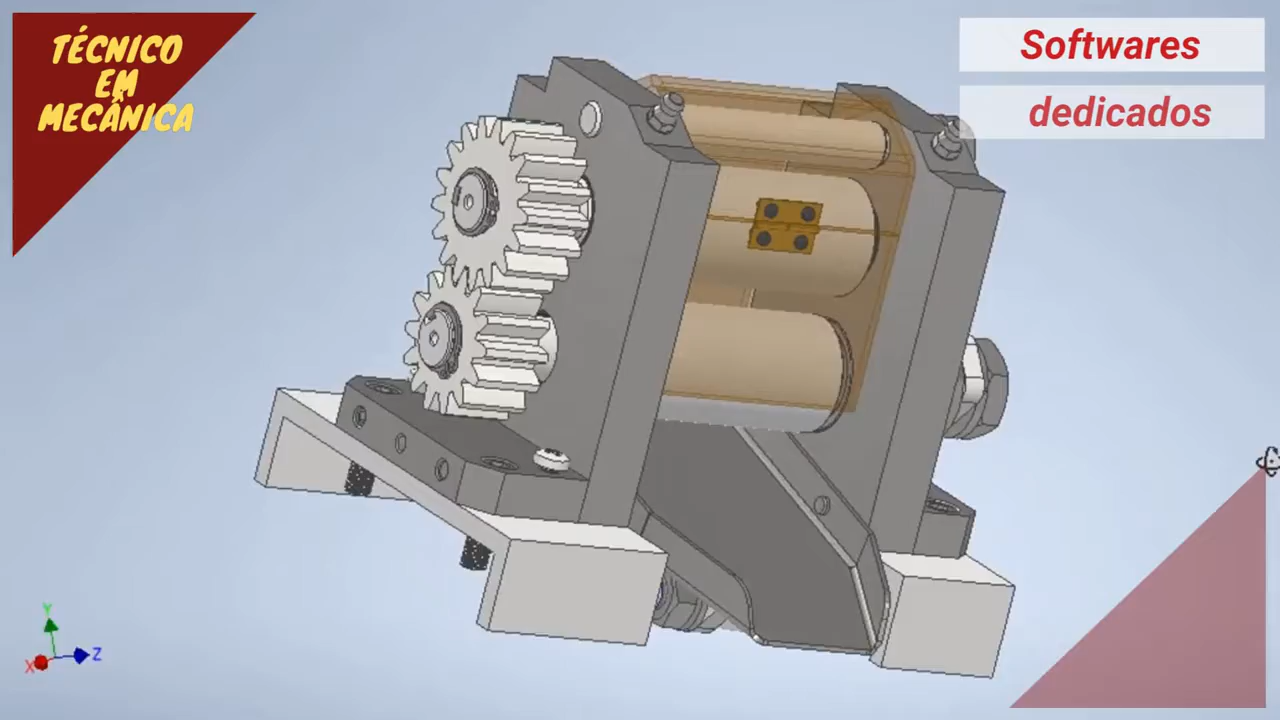 TÉCNICO
EM
MECÂNICA
Softwares
dedicados
Y
X
Z